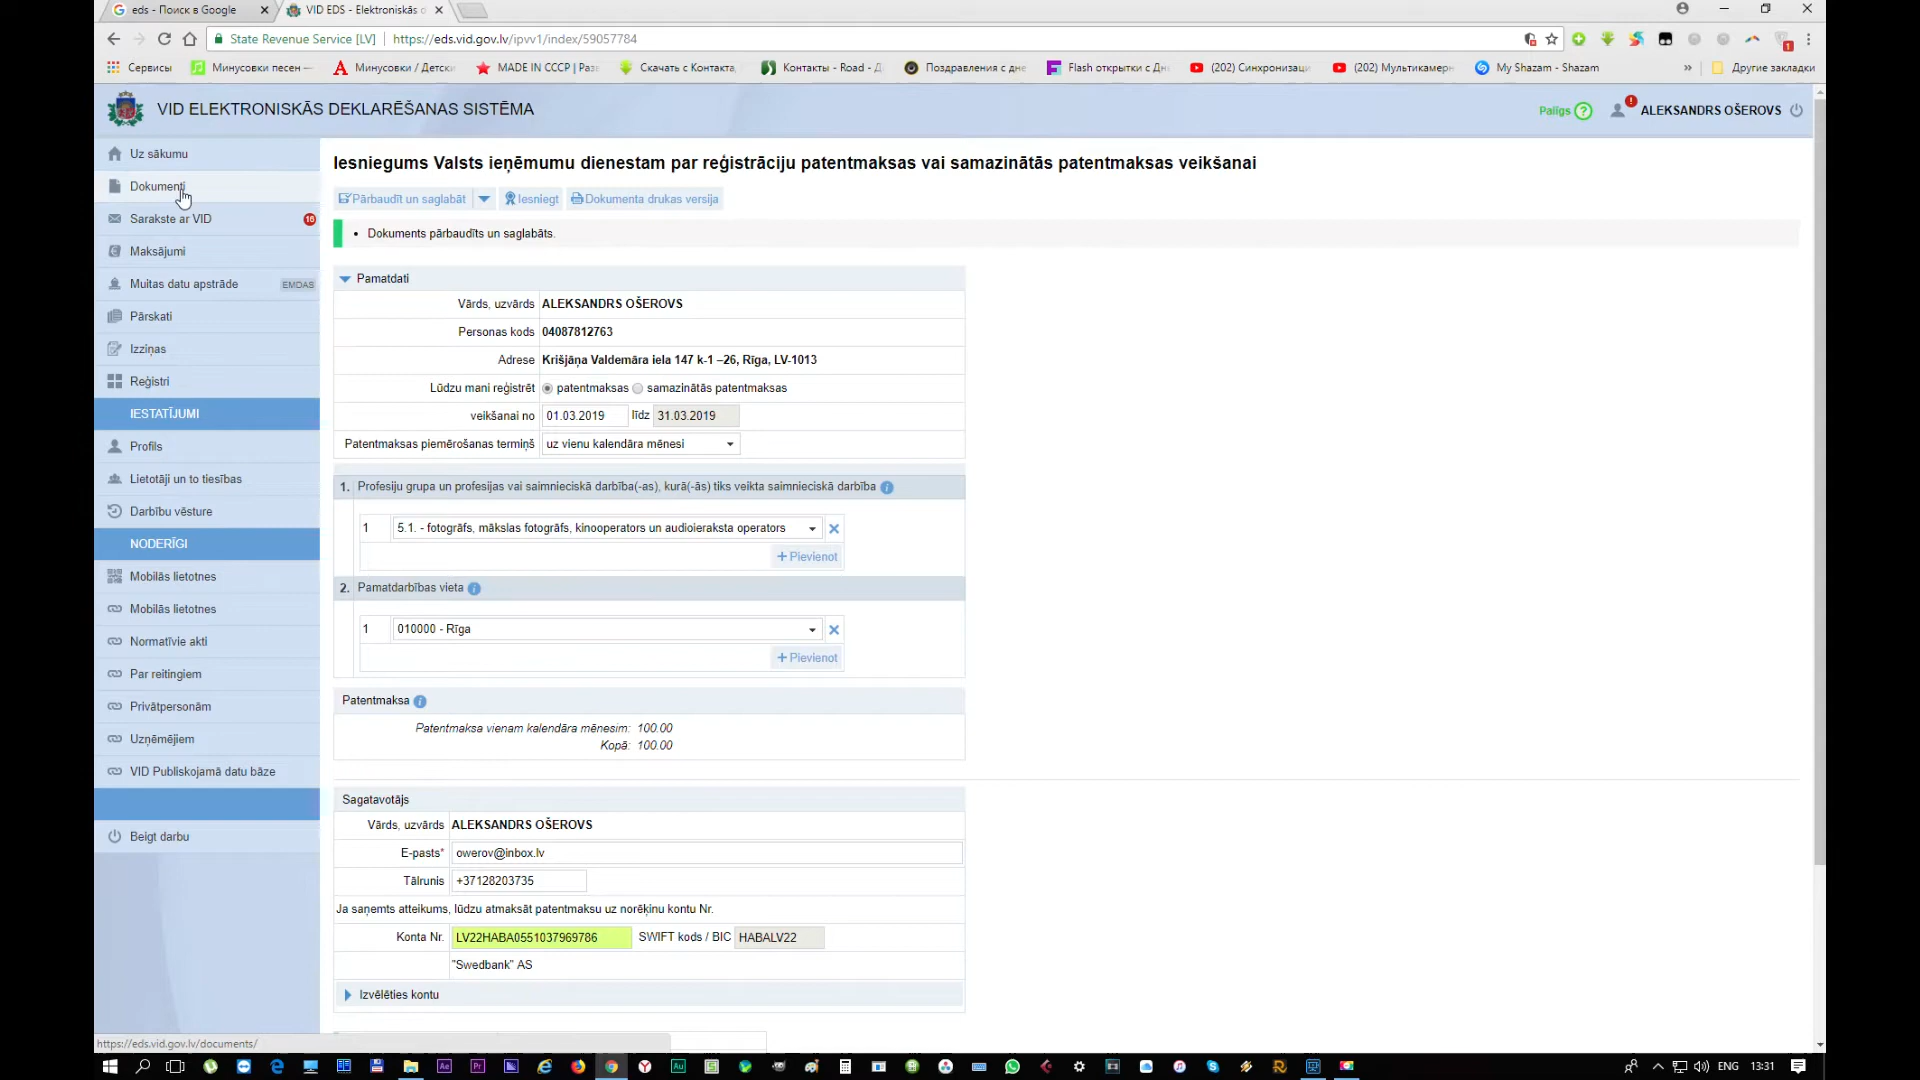 eds - Поиск в Google
VID EDS - Elektroniskās d
State Revenue Service [LV]
https://eds.vid.gov.lv/ipvv1/index/59057784
Сервисы
Минусовки песен —
Минусовки / Детски
MADE IN CCCP | Раз
Скачать с Контакта
Контакты - Road - Д
Поздравления с дне
Flash открытки с Дн
(202) Синхронизаци
(202) Мультикамерн
My Shazam - Shazam
»
Другие закладки
VID ELEKTRONISKĀS DEKLARĒŠANAS SISTĒMA
Palīgs ?
ALEKSANDRS OŠEROVS
Uz sākumu
Dokumenti
Sarakste ar VID 16
Maksājumi
Muitas datu apstrāde EMDAS
Pārskati
Izziņas
Reģistri
IESTATĪJUMI
Profils
Lietotāji un to tiesības
Darbību vēsture
NODERĪGI
Mobilās lietotnes
Mobilās lietotnes
Normatīvie akti
Par reitingiem
Privātpersonām
Uzņēmējiem
VID Publiskojamā datu bāze
Beigt darbu
Iesniegums Valsts ieņēmumu dienestam par reģistrāciju patentmaksas vai samazinātās patentmaksas veikšanai
Pārbaudīt un saglabāt
Iesniegt
Dokumenta drukas versija
• Dokuments pārbaudīts un saglabāts.
Pamatdati
Vārds, uzvārds ALEKSANDRS OŠEROVS
Personas kods 04087812763
Adrese Krišjāņa Valdemāra iela 147 k-1 –26, Rīga, LV-1013
Lūdzu mani reģistrēt patentmaksas samazinātās patentmaksas
veikšanai no 01.03.2019 līdz 31.03.2019
Patentmaksas piemērošanas termiņš uz vienu kalendāra mēnesi
1. Profesiju grupa un profesijas vai saimnieciskā darbība(-as), kurā(-ās) tiks veikta saimnieciskā darbība
1 5.1. - fotogrāfs, mākslas fotogrāfs, kinooperators un audioieraksta operators
+ Pievienot
2. Pamatdarbības vieta
1 010000 - Rīga
+ Pievienot
Patentmaksa
Patentmaksa vienam kalendāra mēnesim: 100.00
Kopā: 100.00
Sagatavotājs
Vārds, uzvārds ALEKSANDRS OŠEROVS
E-pasts* owerov@inbox.lv
Tālrunis +37128203735
Ja saņemts atteikums, lūdzu atmaksāt patentmaksu uz norēķinu kontu Nr.
Konta Nr. LV22HABA0551037969786 SWIFT kods / BIC HABALV22
"Swedbank" AS
Izvēlēties kontu
https://eds.vid.gov.lv/documents/
ENG 13:31